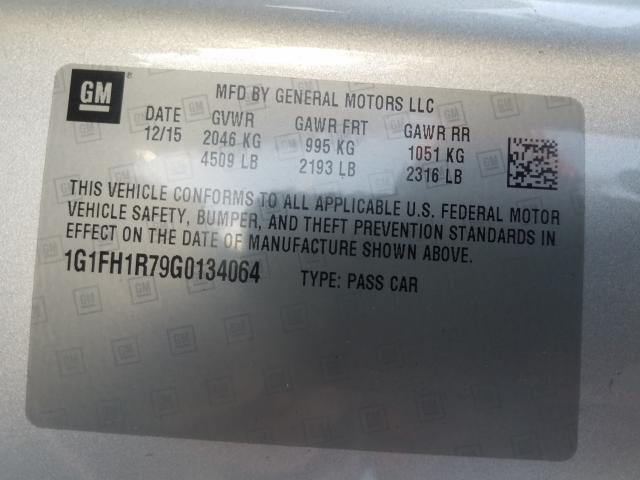 GM
MFD BY GENERAL MOTORS LLC
DATE GVWR GAWR FRT GAWR RR
12/15 2046 KG 995 KG 1051 KG
4509 LB 2193 LB 2316 LB
THIS VEHICLE CONFORMS TO ALL APPLICABLE U.S. FEDERAL MOTOR
VEHICLE SAFETY, BUMPER, AND THEFT PREVENTION STANDARDS IN
EFFECT ON THE DATE OF MANUFACTURE SHOWN ABOVE.
1G1FH1R79G0134064 TYPE: PASS CAR